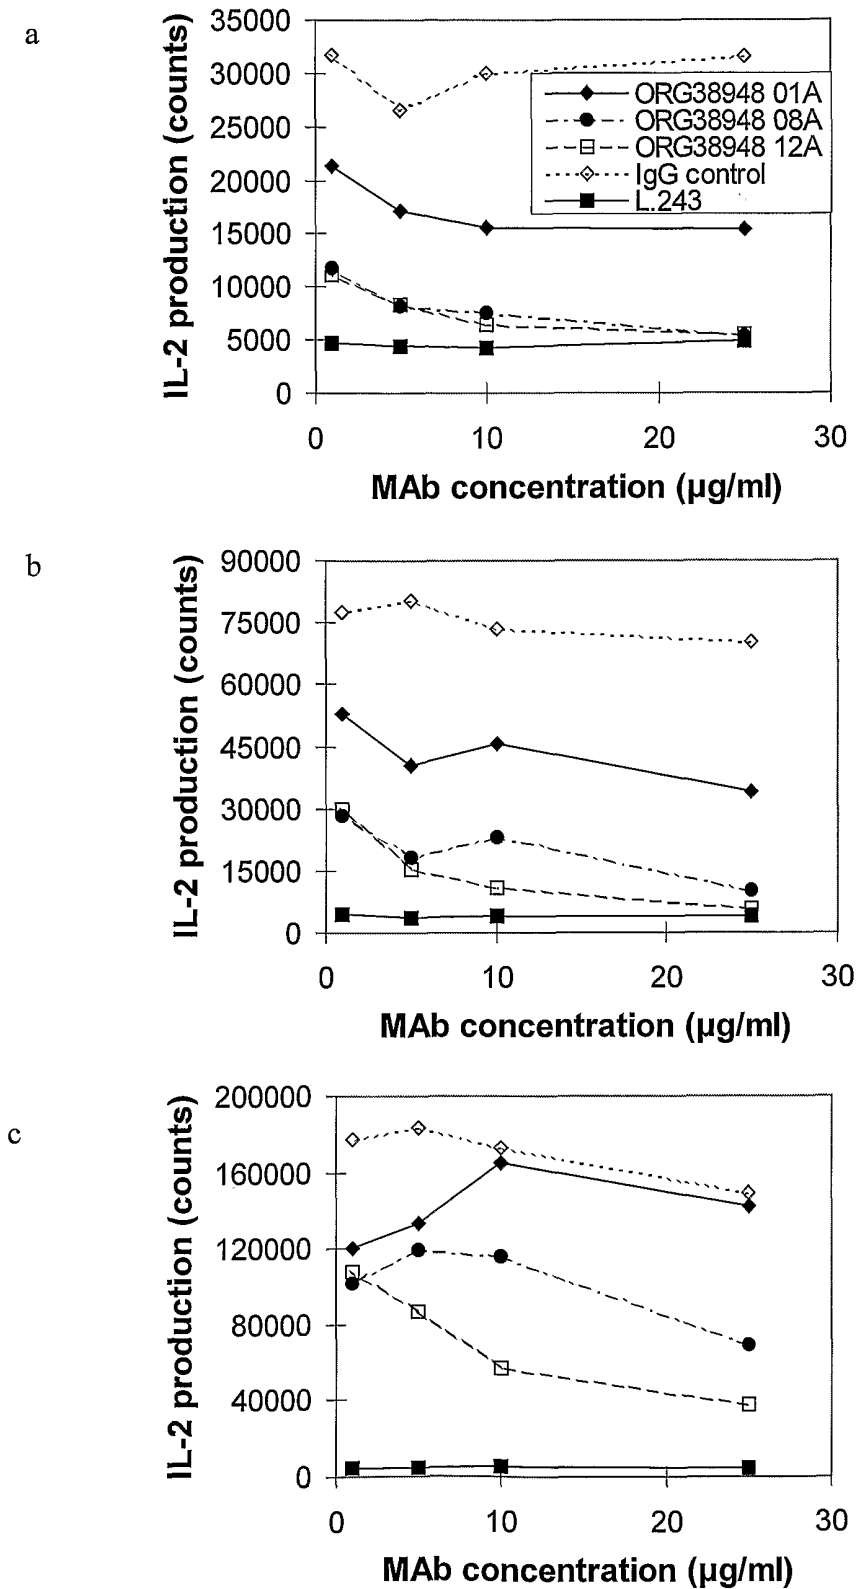 a
IL-2 production (counts)
35000
30000
25000
20000
15000
10000
5000
0
ORG38948 01A
ORG38948 08A
ORG38948 12A
IgG control
L.243
0 10 20 30
MAb concentration (µg/ml)
b
IL-2 production (counts)
90000
75000
60000
45000
30000
15000
0
0 10 20 30
MAb concentration (µg/ml)
c
IL-2 production (counts)
200000
160000
120000
80000
40000
0
0 10 20 30
MAb concentration (µg/ml)